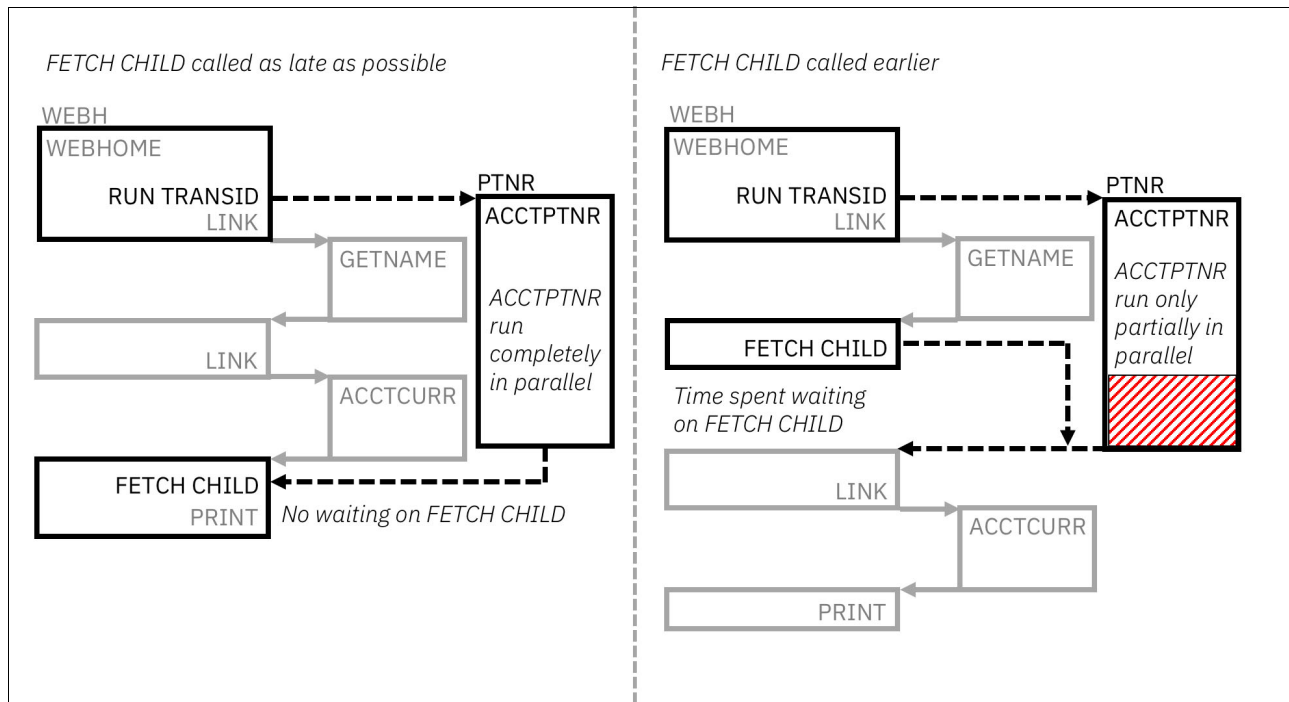 FETCH CHILD called as late as possible
WEBH
WEBHOME
RUN TRANSID
LINK
PTNR
ACCTPTNR
GETNAME
ACCTPTNR
run
completely
in parallel
LINK
ACCTCURR
FETCH CHILD
PRINT
No waiting on FETCH CHILD
FETCH CHILD called earlier
WEBH
WEBHOME
RUN TRANSID
LINK
PTNR
ACCTPTNR
GETNAME
ACCTPTNR
run only
partially in
parallel
FETCH CHILD
Time spent waiting
on FETCH CHILD
LINK
ACCTCURR
PRINT